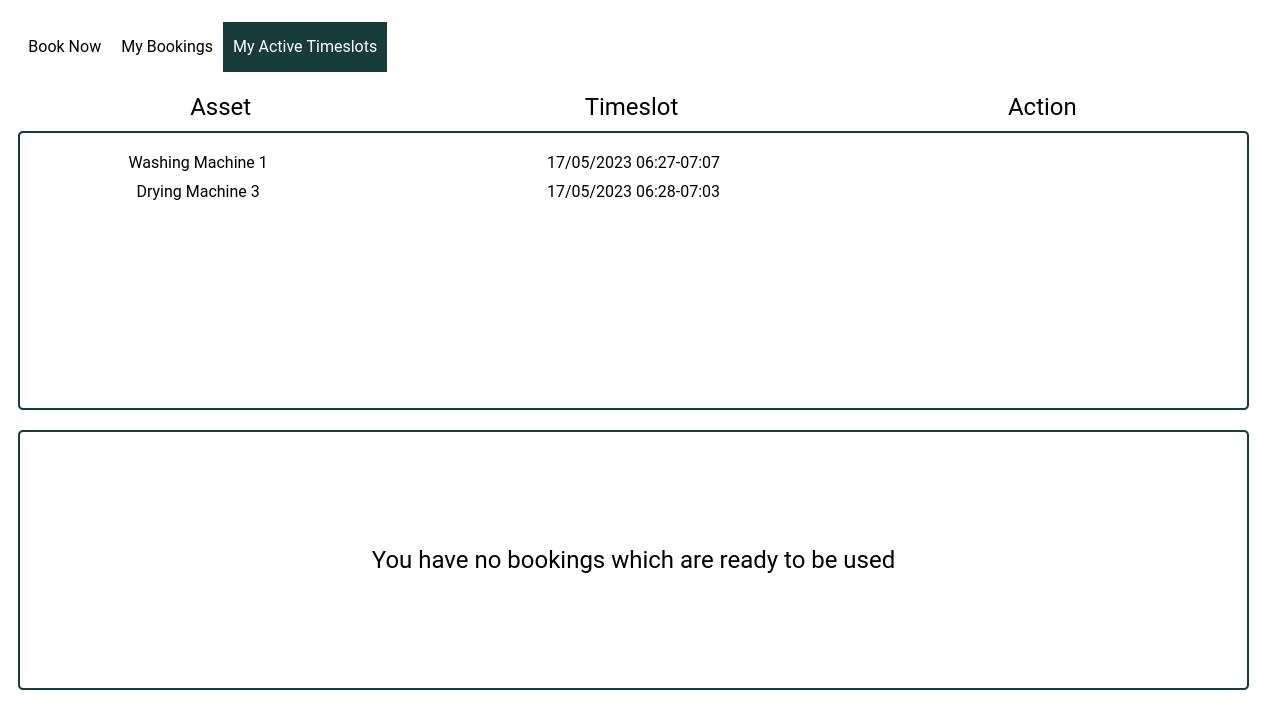 Book Now My Bookings My Active Timeslots
Asset Timeslot Action
Washing Machine 1 17/05/2023 06:27-07:07
Drying Machine 3 17/05/2023 06:28-07:03
You have no bookings which are ready to be used